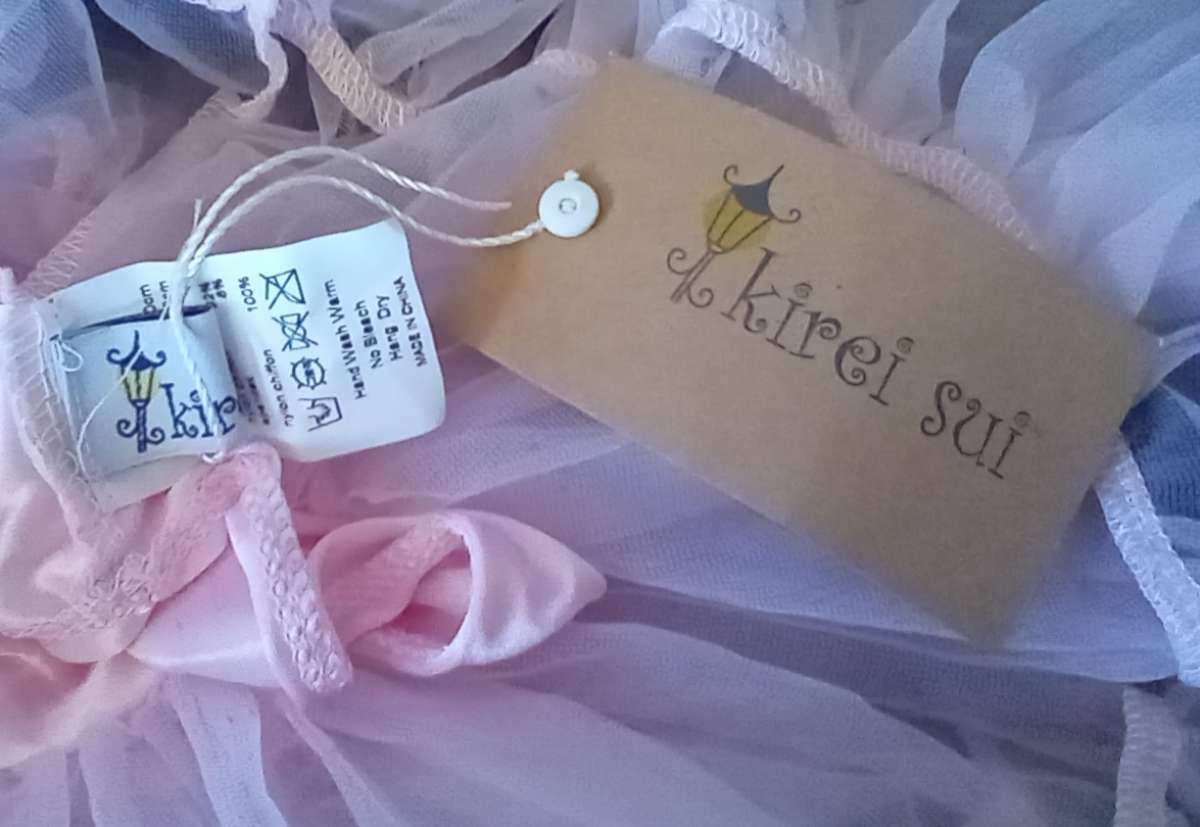 kirei sui
kir
100%
nylon chiffon
Hand Wash Warm
No Bleach
Hang Dry
MADE IN CHINA